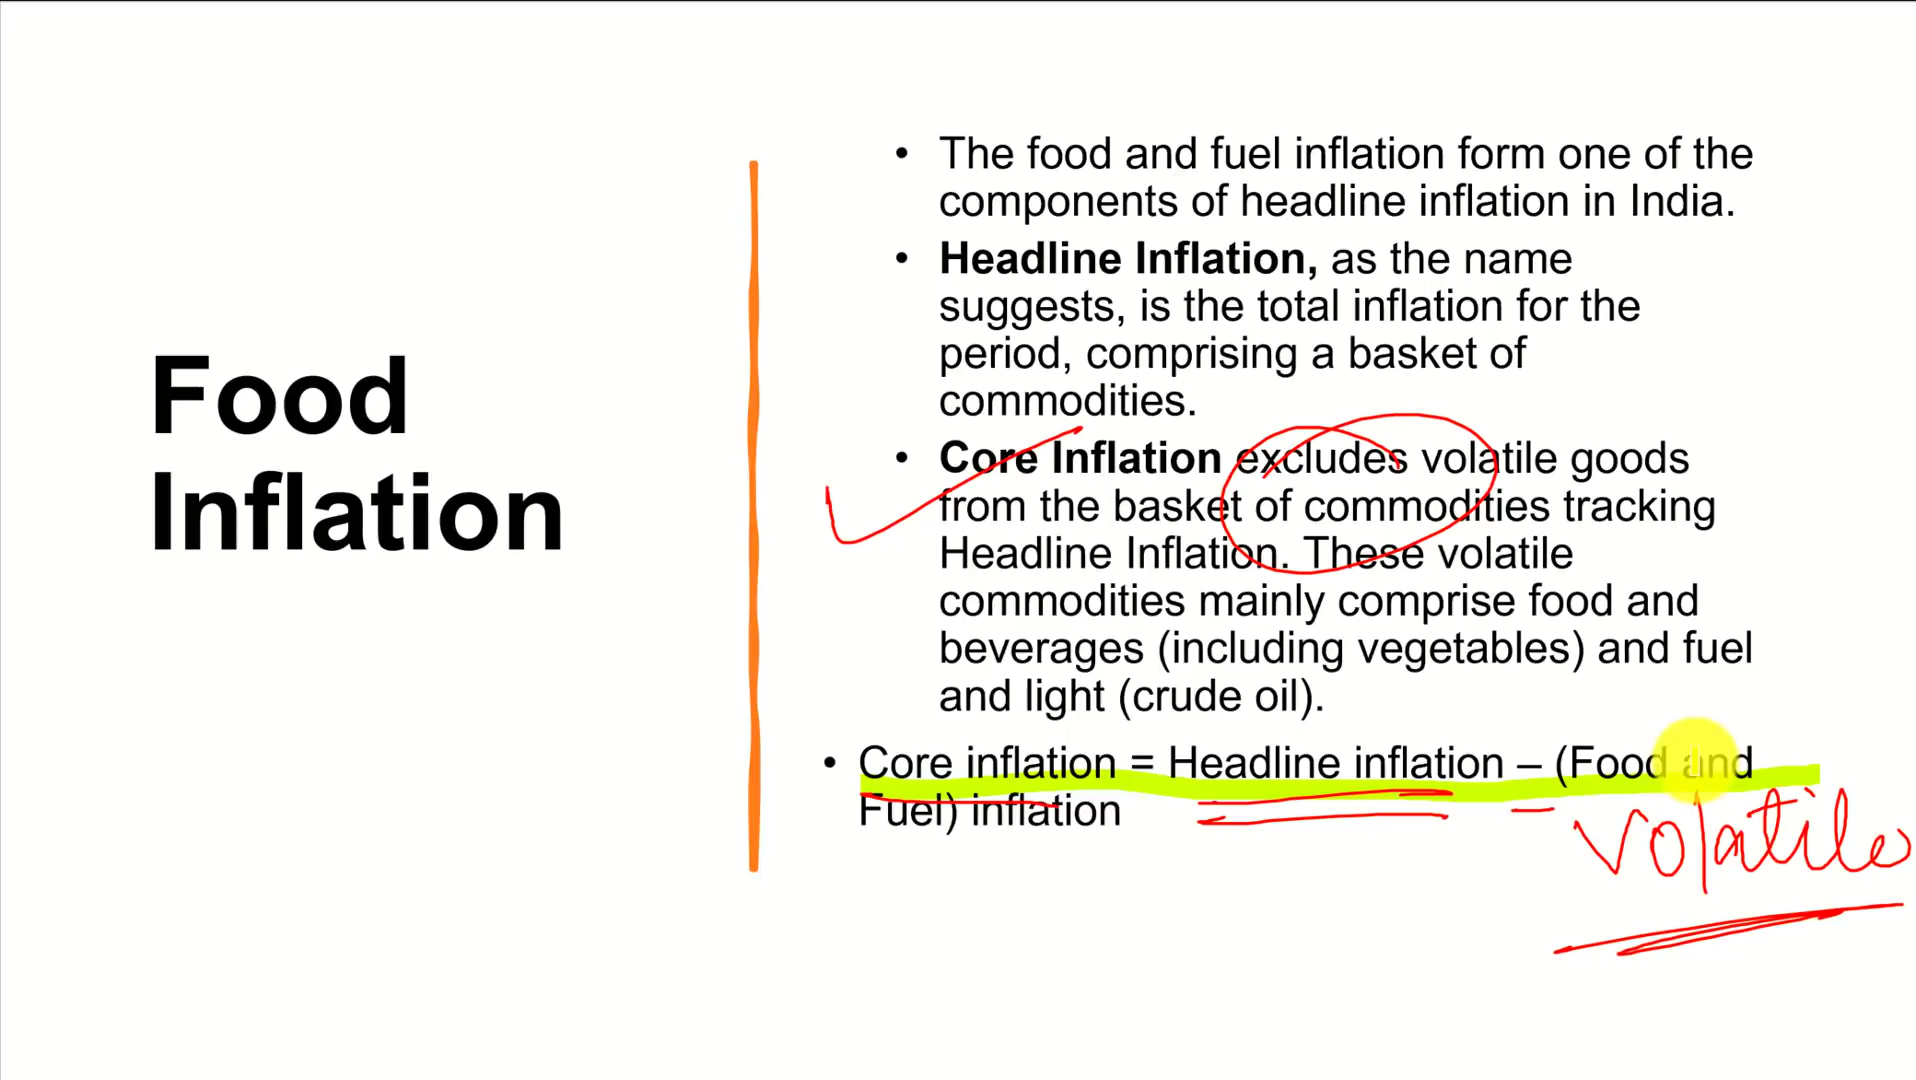 Food
Inflation
• The food and fuel inflation form one of the
components of headline inflation in India.
• Headline Inflation, as the name
suggests, is the total inflation for the
period, comprising a basket of
commodities.
• Core Inflation excludes volatile goods
from the basket of commodities tracking
Headline Inflation. These volatile
commodities mainly comprise food and
beverages (including vegetables) and fuel
and light (crude oil).
• Core inflation = Headline inflation – (Food and
Fuel) inflation
volatile